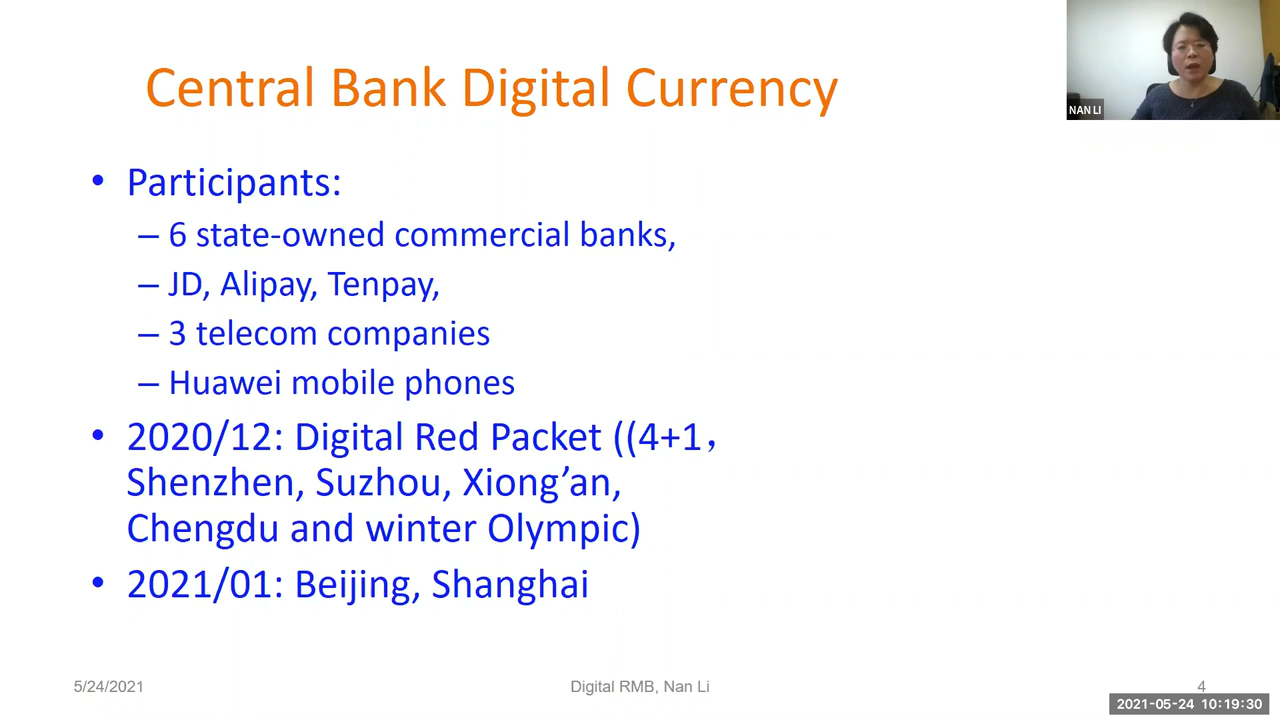 Central Bank Digital Currency
NAN LI
• Participants:
– 6 state-owned commercial banks,
– JD, Alipay, Tenpay,
– 3 telecom companies
– Huawei mobile phones
• 2020/12: Digital Red Packet ((4+1，
Shenzhen, Suzhou, Xiong’an,
Chengdu and winter Olympic)
• 2021/01: Beijing, Shanghai
5/24/2021
Digital RMB, Nan Li
4
2021-05-24 10:19:30